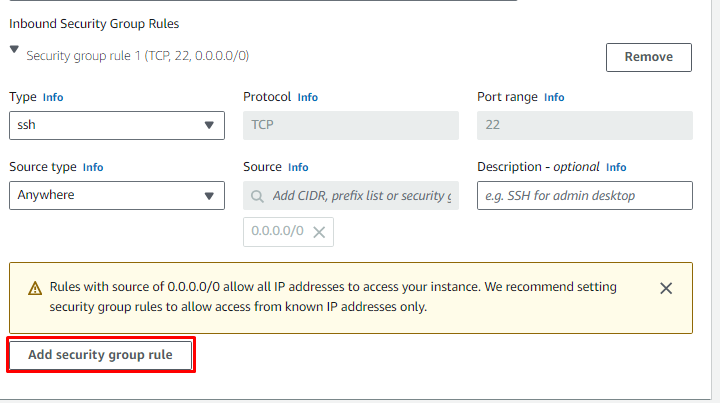 Inbound Security Group Rules
Security group rule 1 (TCP, 22, 0.0.0.0/0)
Remove
Type Info
Protocol Info
Port range Info
ssh
TCP
22
Source type Info
Source Info
Description - optional Info
Anywhere
Add CIDR, prefix list or security g
e.g. SSH for admin desktop
0.0.0.0/0
Rules with source of 0.0.0.0/0 allow all IP addresses to access your instance. We recommend setting
security group rules to allow access from known IP addresses only.
Add security group rule